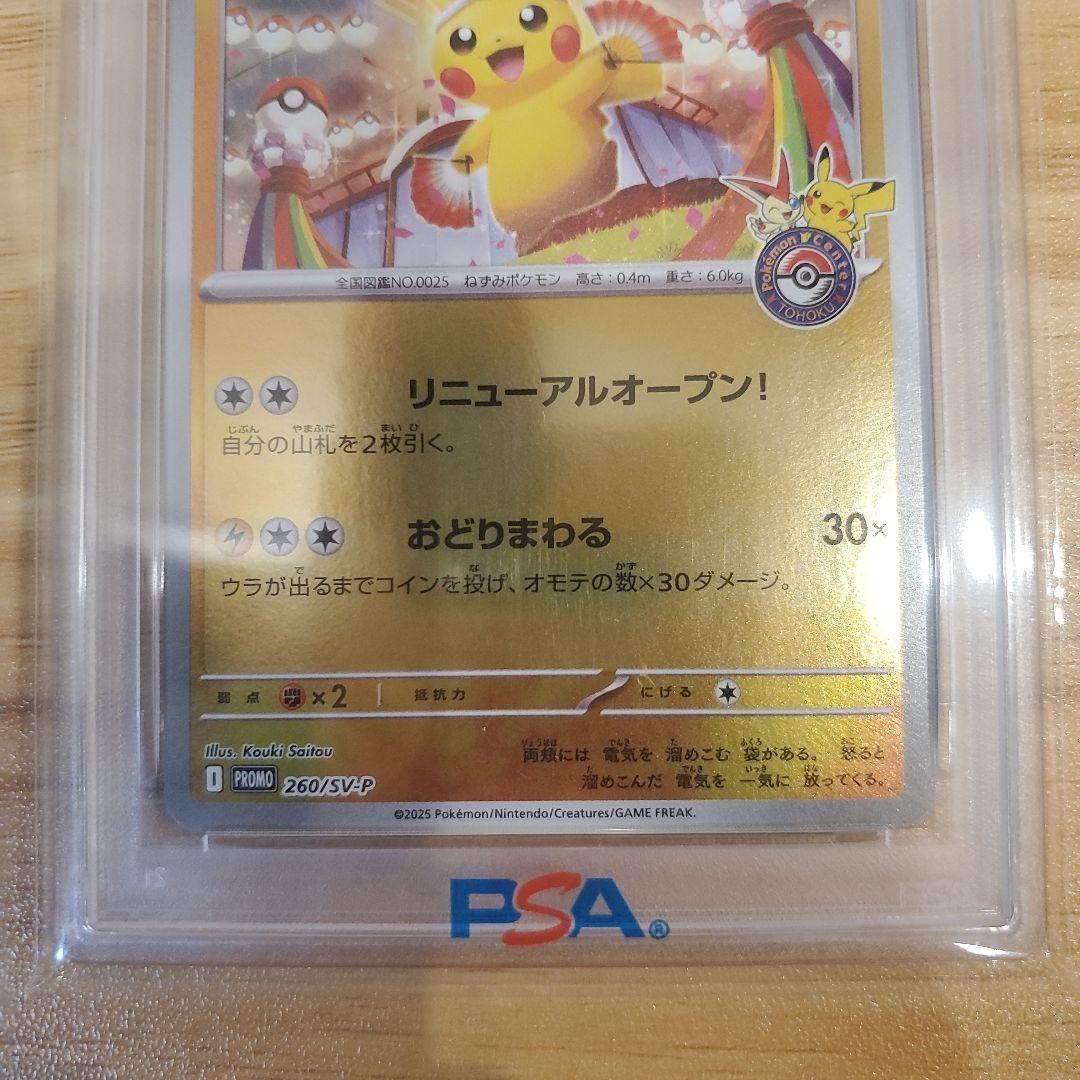 全国図鑑NO.0025 ねずみポケモン 高さ:0.4m 重さ:6.0kg
Pokémon Center
TOHOKU
リニューアルオープン!
自分の山札を2枚引く。
おどりまわる 30×
ウラが出るまでコインを投げ、オモテの数×30ダメージ。
弱点 ×2 抵抗力 にげる
Illus. Kouki Saitou
両頬には 電気を 溜めこむ 袋がある。 怒ると
溜めこんだ 電気を 一気に 放ってくる。
I PROMO 260/SV-P
©2025 Pokémon/Nintendo/Creatures/GAME FREAK.
PSA®